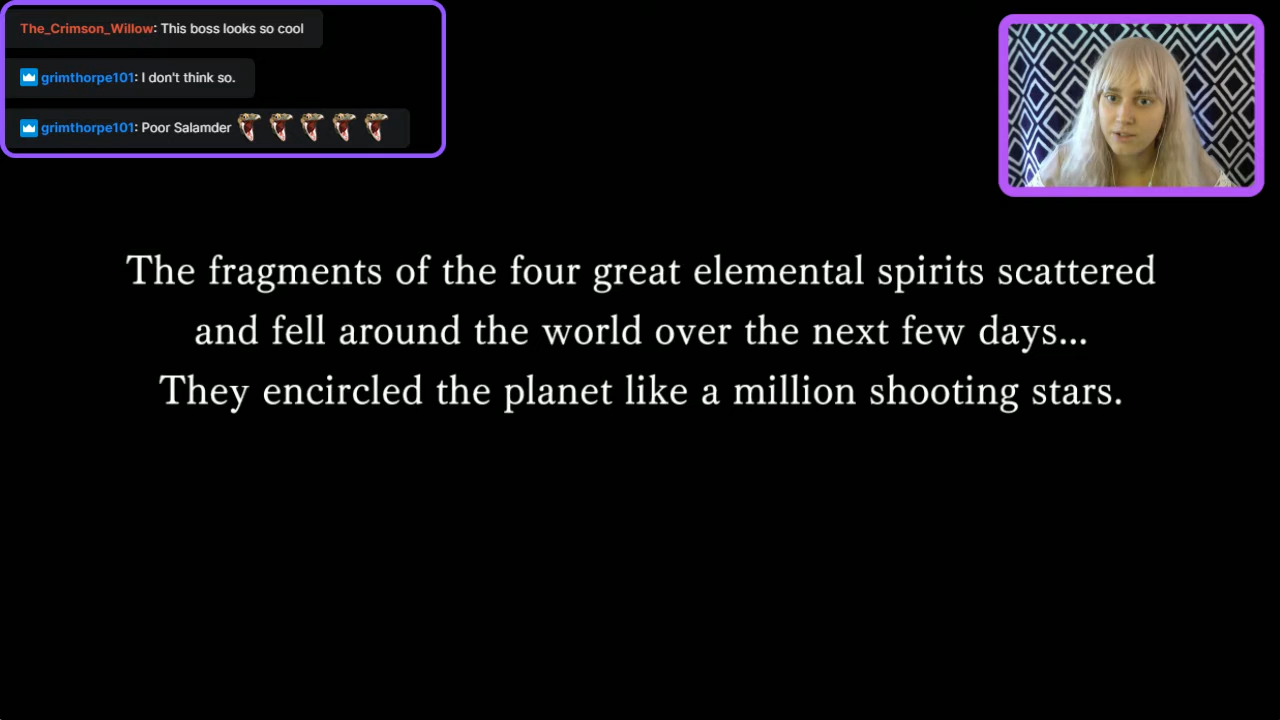 The_Crimson_Willow: This boss looks so cool
grimthorpe101: I don't think so.
grimthorpe101: Poor Salamder
The fragments of the four great elemental spirits scattered
and fell around the world over the next few days...
They encircled the planet like a million shooting stars.